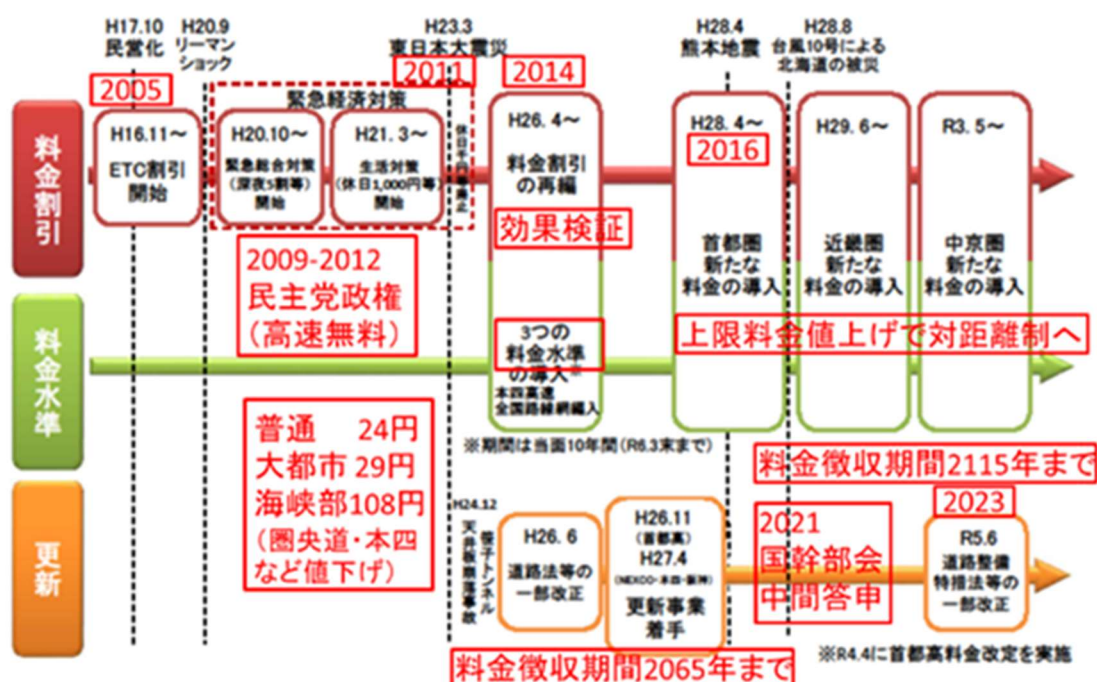 H17.10
民営化
H20.9
リーマン
ショック
H23.3
東日本大震災
H28.4
熊本地震
H28.8
台風10号による
北海道の被災
2005
2011
2014
緊急経済対策
料金割引
H16.11～
ETC割引
開始
H20.10～
緊急総合対策
(深夜5割等)
開始
H21.3～
生活対策
(休日1,000円等)
開始
休日千円
廃止
H26.4～
料金割引
の再編
効果検証
H28.4～
2016
首都圏
新たな
料金の導入
H29.6～
近畿圏
新たな
料金の導入
R3.5～
中京圏
新たな
料金の導入
2009-2012
民主党政権
(高速無料)
料金水準
3つの
料金水準
の導入※
本四高速
全国路線網編入
上限料金値上げで対距離制へ
普通 24円
大都市 29円
海峡部108円
(圏央道・本四
など値下げ)
※期間は当面10年間(R6.3末まで)
料金徴収期間2115年まで
更新
H24.12
笹子トンネル
天井板崩落事故
H26.6
道路法等の
一部改正
H26.11
(首都高)
H27.4
(NEXCO・本四・阪神)
更新事業
着手
2021
国幹部会
中間答申
2023
R5.6
道路整備
特措法等の
一部改正
料金徴収期間2065年まで
※R4.4に首都高料金改定を実施